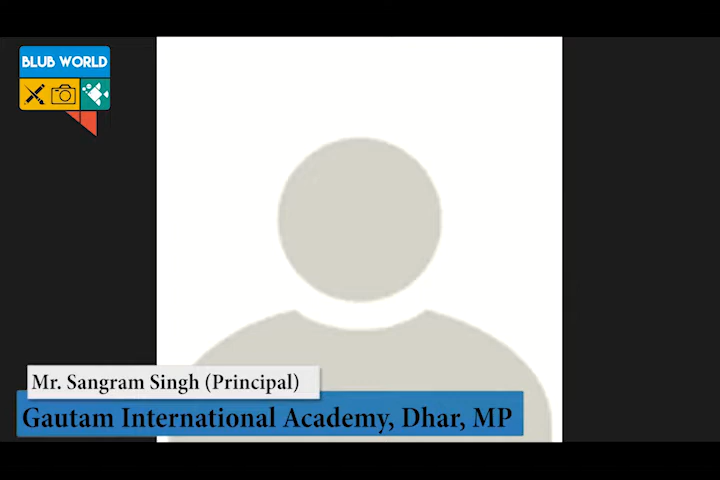 BLUB WORLD
Mr. Sangram Singh (Principal)
Gautam International Academy, Dhar, MP